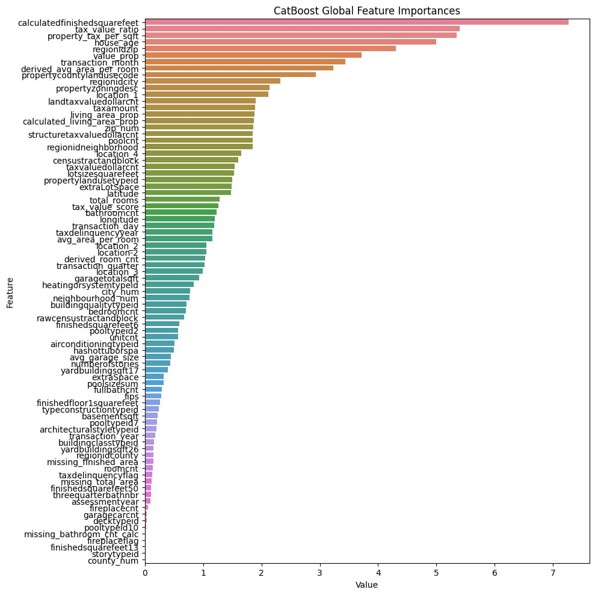 CatBoost Global Feature Importances
calculatedfinishedsquarefeet
tax_value_ratio
property_tax_per_sqft
house_age
regionidzip
value_prop
transaction_month
derived_avg_area_per_room
propertycountylandusecode
regionidcity
propertyzoningdesc
location_1
landtaxvaluedollarcnt
taxamount
living_area_prop
calculated_living_area_prop
zip_num
structuretaxvaluedollarcnt
poolcnt
regionidneighborhood
location_4
censustractandblock
taxvaluedollarcnt
lotsizesquarefeet
propertylandusetypeid
extraLotSpace
latitude
total_rooms
tax_value_score
bathroomcnt
longitude
transaction_day
taxdelinquencyyear
avg_area_per_room
location_2
location-2
derived_room_cnt
transaction_quarter
location_3
garagetotalsqft
heatingorsystemtypeid
city_num
neighbourhood_num
buildingqualitytypeid
bedroomcnt
rawcensustractandblock
finishedsquarefeet6
pooltypeid2
unitcnt
airconditioningtypeid
hashottuborspa
avg_garage_size
numberofstories
yardbuildingsqft17
extraSpace
poolsizesum
fullbathcnt
fips
finishedfloor1squarefeet
typeconstructiontypeid
basementsqft
pooltypeid7
architecturalstyletypeid
transaction_year
buildingclasstypeid
yardbuildingsqft26
regionidcounty
missing_finished_area
roomcnt
taxdelinquencyflag
missing_total_area
finishedsquarefeet50
threequarterbathnbr
assessmentyear
fireplacecnt
garagecarcnt
decktypeid
pooltypeid10
missing_bathroom_cnt_calc
fireplaceflag
finishedsquarefeet13
storytypeid
county_num
Feature
0 1 2 3 4 5 6 7
Value